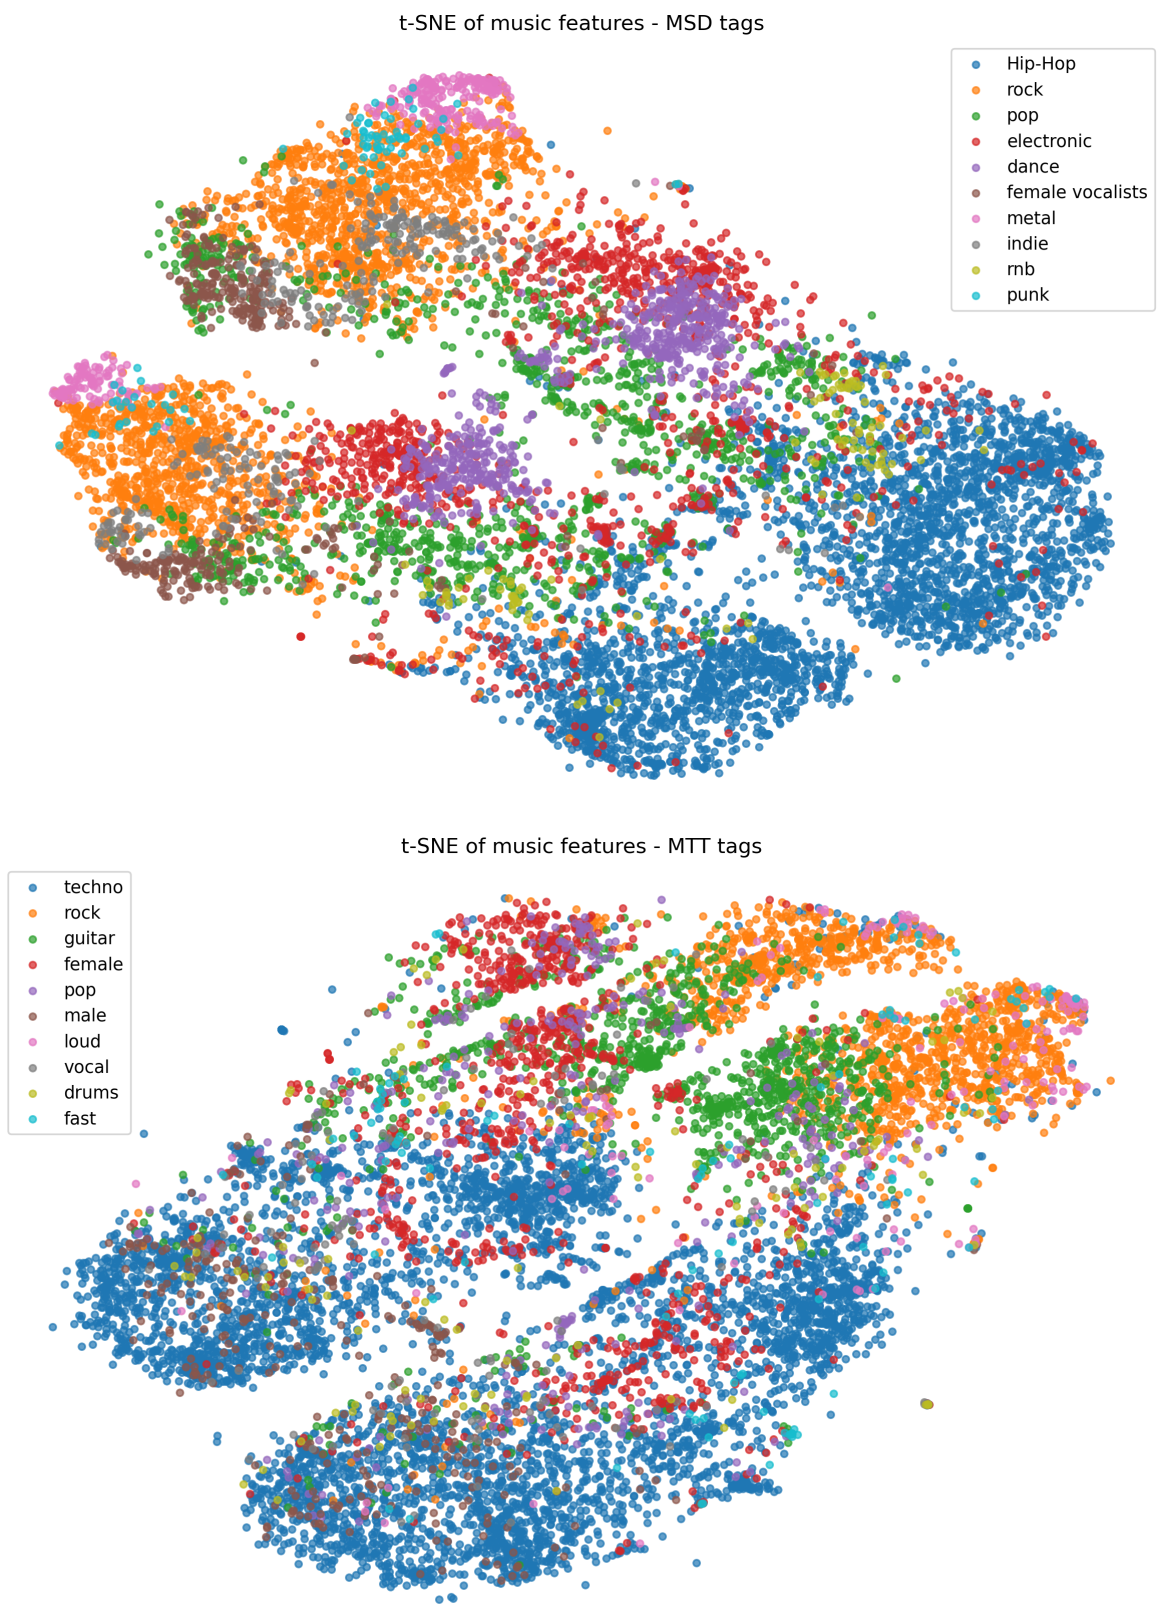 t-SNE of music features - MSD tags
Hip-Hop
rock
pop
electronic
dance
female vocalists
metal
indie
rnb
punk
t-SNE of music features - MTT tags
techno
rock
guitar
female
pop
male
loud
vocal
drums
fast